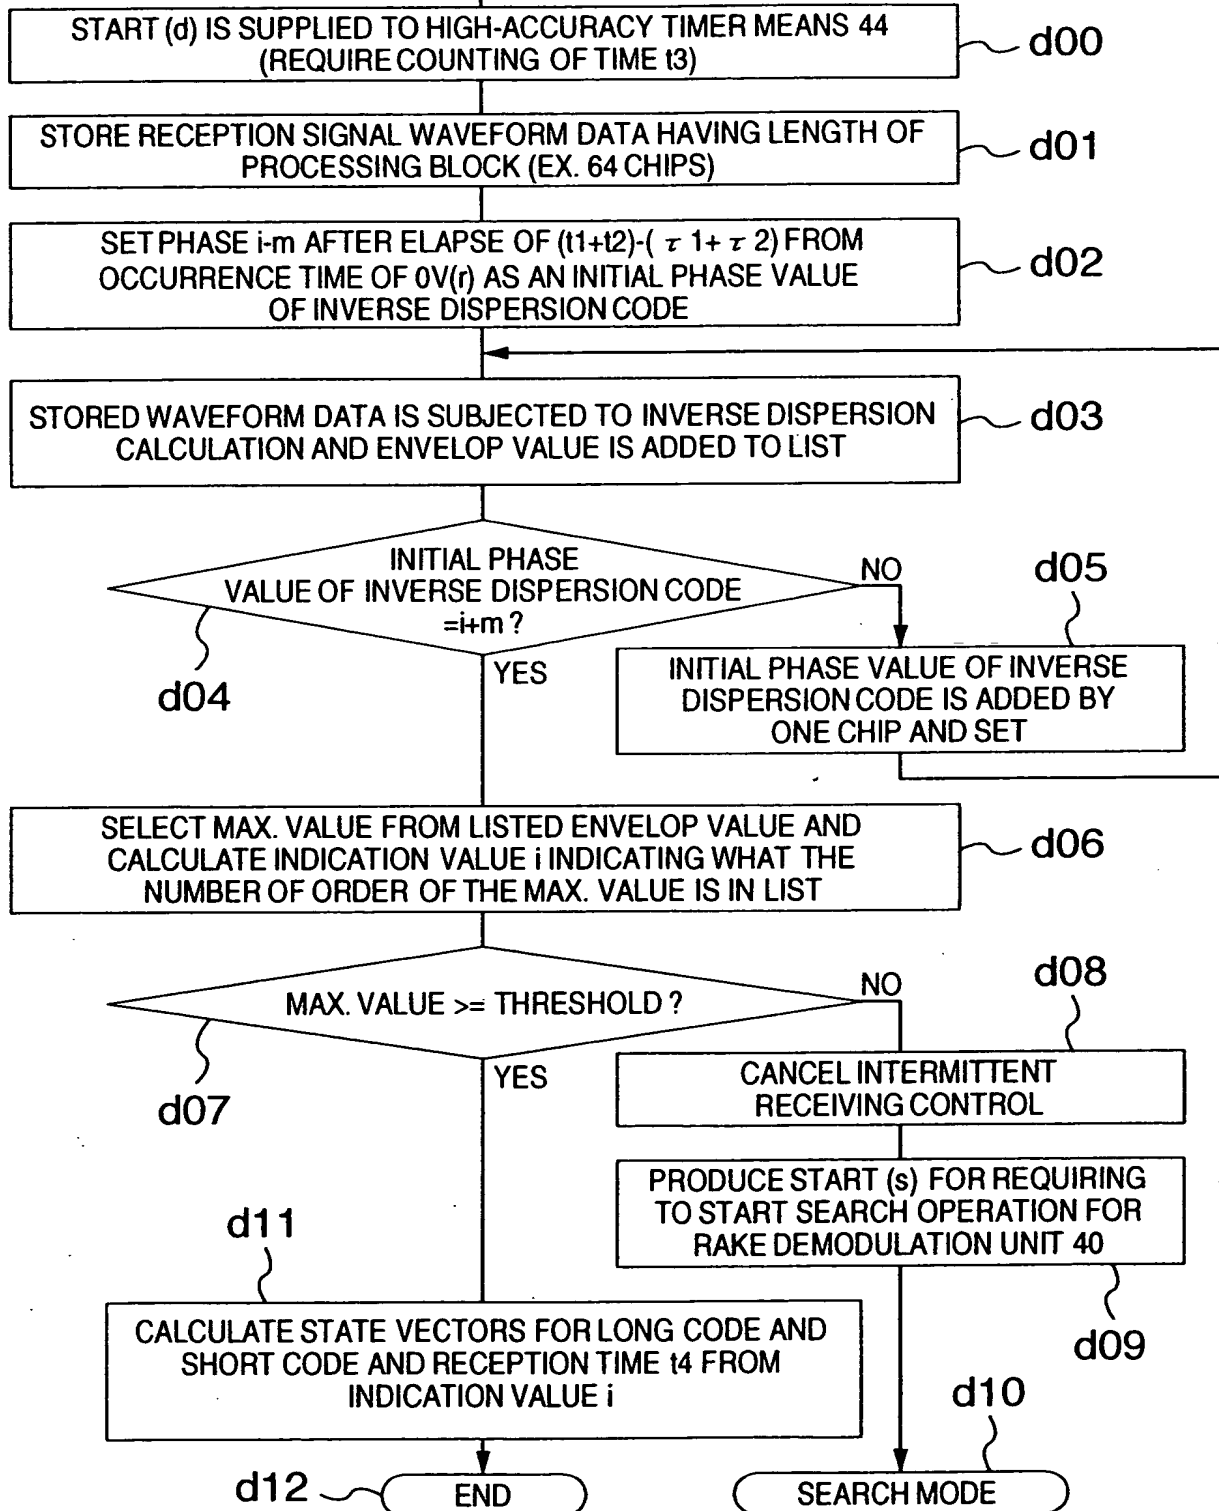 START (d) IS SUPPLIED TO HIGH-ACCURACY TIMER MEANS 44
(REQUIRE COUNTING OF TIME t3)
d00
STORE RECEPTION SIGNAL WAVEFORM DATA HAVING LENGTH OF
PROCESSING BLOCK (EX. 64 CHIPS)
d01
SET PHASE i-m AFTER ELAPSE OF (t1+t2)-( τ 1+ τ 2) FROM
OCCURRENCE TIME OF 0V(r) AS AN INITIAL PHASE VALUE
OF INVERSE DISPERSION CODE
d02
STORED WAVEFORM DATA IS SUBJECTED TO INVERSE DISPERSION
CALCULATION AND ENVELOP VALUE IS ADDED TO LIST
d03
INITIAL PHASE
VALUE OF INVERSE DISPERSION CODE
=i+m ?
d04
NO
YES
d05
INITIAL PHASE VALUE OF INVERSE
DISPERSION CODE IS ADDED BY
ONE CHIP AND SET
SELECT MAX. VALUE FROM LISTED ENVELOP VALUE AND
CALCULATE INDICATION VALUE i INDICATING WHAT THE
NUMBER OF ORDER OF THE MAX. VALUE IS IN LIST
d06
MAX. VALUE >= THRESHOLD ?
d07
NO
YES
d08
CANCEL INTERMITTENT
RECEIVING CONTROL
PRODUCE START (s) FOR REQUIRING
TO START SEARCH OPERATION FOR
RAKE DEMODULATION UNIT 40
d09
d11
CALCULATE STATE VECTORS FOR LONG CODE AND
SHORT CODE AND RECEPTION TIME t4 FROM
INDICATION VALUE i
d10
d12
END
SEARCH MODE